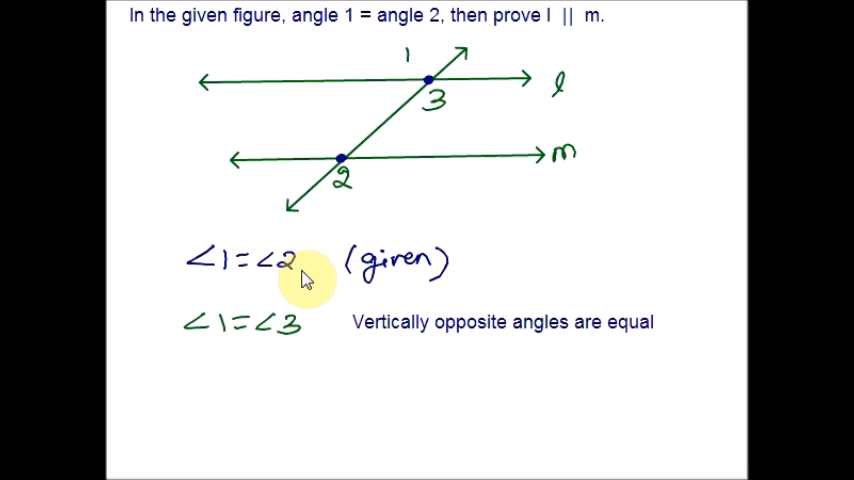 In the given figure, angle 1 = angle 2, then prove l || m.
1
3
l
m
2
∠1=∠2 (given)
∠1=∠3 Vertically opposite angles are equal